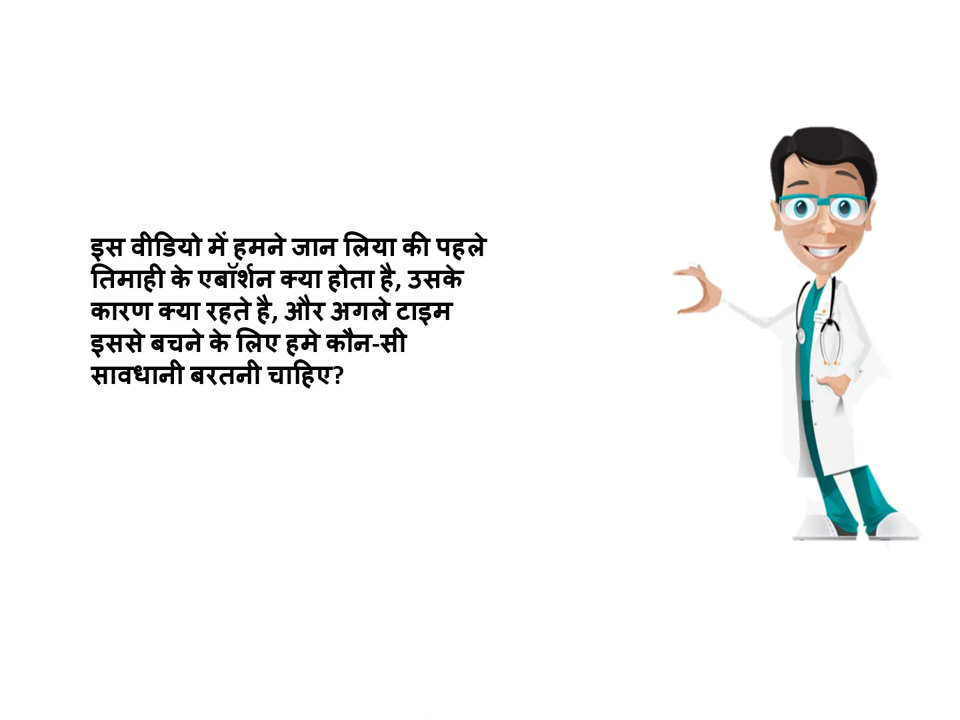 इस वीडियो में हमने जान लिया की पहले
तिमाही के एबॉर्शन क्या होता है, उसके
कारण क्या रहते है, और अगले टाइम
इससे बचने के लिए हमे कौन-सी
सावधानी बरतनी चाहिए?